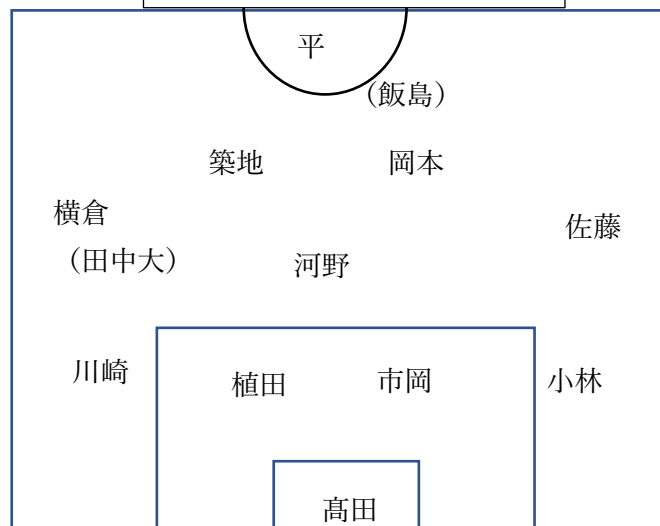 平
（飯島）
築地 岡本
横倉 佐藤
（田中大） 河野
川崎 植田 市岡 小林
髙田